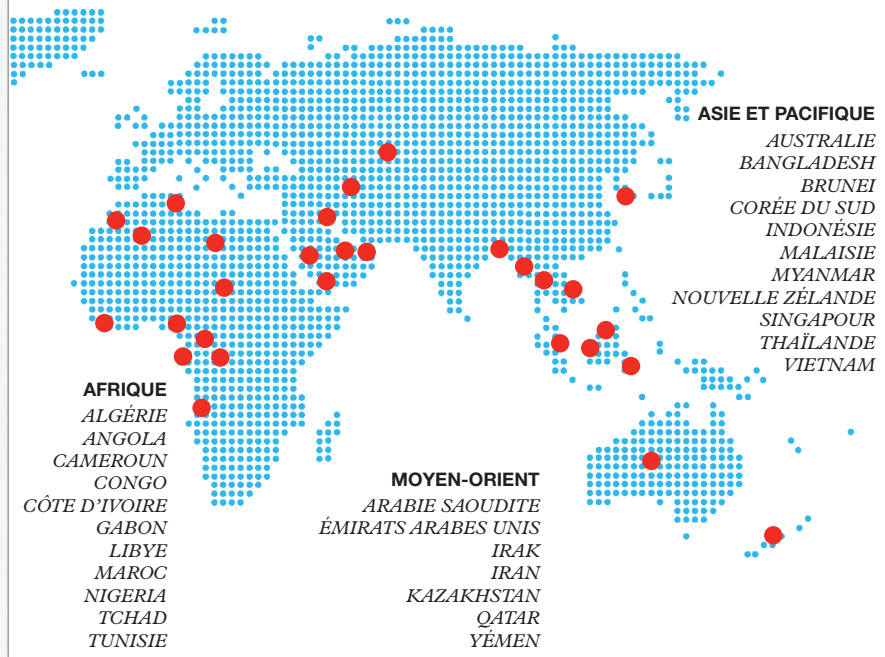 ASIE ET PACIFIQUE
AUSTRALIE
BANGLADESH
BRUNEI
CORÉE DU SUD
INDONÉSIE
MALAISIE
MYANMAR
NOUVELLE ZÉLANDE
SINGAPOUR
THAÏLANDE
VIETNAM
AFRIQUE
ALGÉRIE
ANGOLA
CAMEROUN
CONGO
CÔTE D’IVOIRE
GABON
LIBYE
MAROC
NIGERIA
TCHAD
TUNISIE
MOYEN-ORIENT
ARABIE SAOUDITE
ÉMIRATS ARABES UNIS
IRAK
IRAN
KAZAKHSTAN
QATAR
YÉMEN